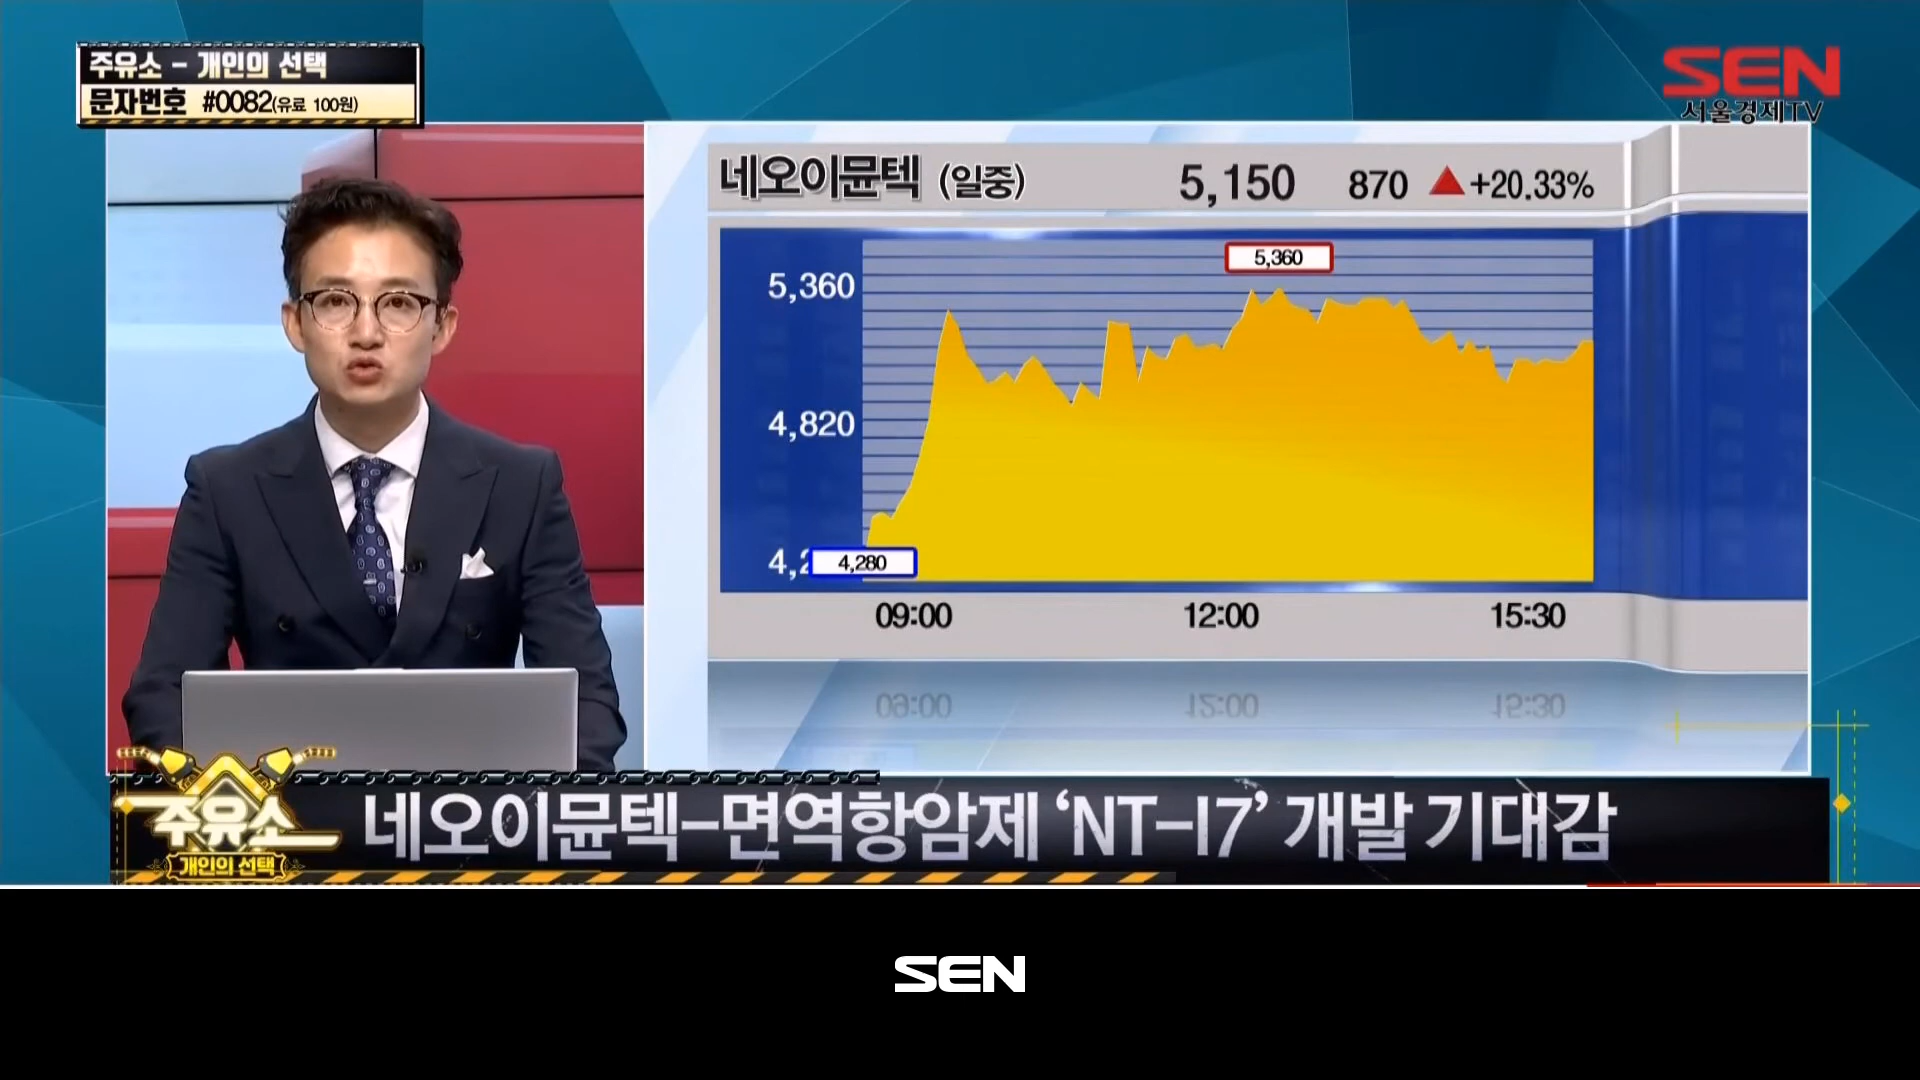 주유소 - 개인의 선택
문자번호 #0082(유료 100원)
SEN
서울경제TV
네오이뮨텍 (일중) 5,150 870 ▲+20.33%
5,360
5,360
4,820
4,280
09:00 12:00 15:30
09:00 12:00 15:30
주유소
개인의 선택
네오이뮨텍-면역항암제 ‘NT-I7’ 개발 기대감
SEN